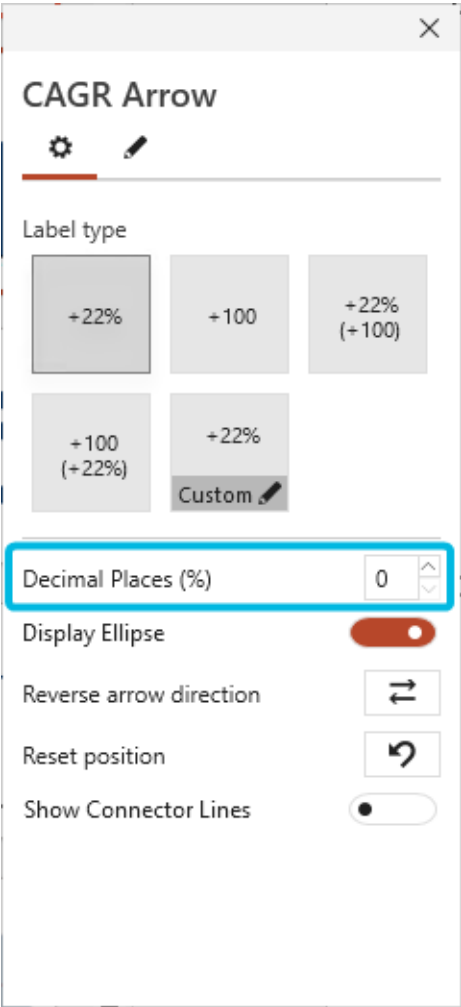 CAGR Arrow
Label type
+22%
+100
+22%
(+100)
+100
(+22%)
+22%
Custom
Decimal Places (%)
0
Display Ellipse
Reverse arrow direction
Reset position
Show Connector Lines